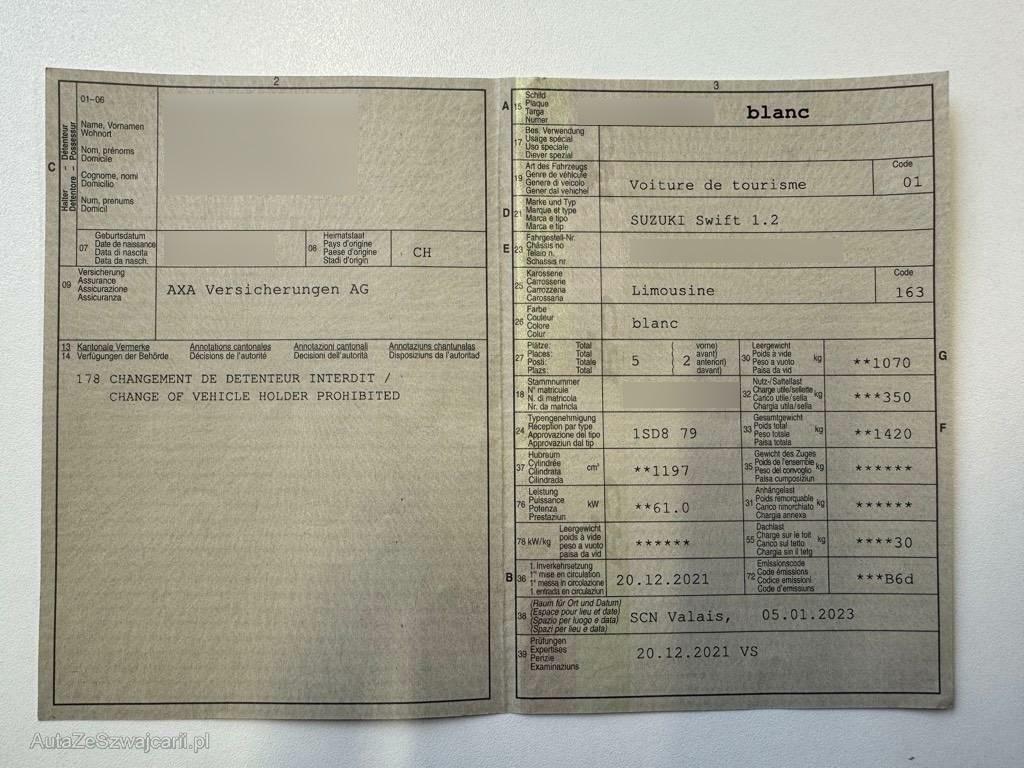 2
C
01–06
Halter – Détenteur
Detentore – Possessur
Name, Vornamen
Wohnort
Nom, prénoms
Domicile
Cognome, nomi
Domicilio
Num, prenums
Domicil
07
Geburtsdatum
Date de naissance
Data di nascita
Data da nasch.
08
Heimatstaat
Pays d'origine
Paese d'origine
Stadi d'origin
CH
09
Versicherung
Assurance
Assicurazione
Assicuranza
AXA Versicherungen AG
13 Kantonale Vermerke Annotations cantonales Annotazioni cantonali Annotaziuns chantunalas
14 Verfügungen der Behörde Décisions de l'autorité Decisioni dell'autorità Disposiziuns da l'autoritad
178 CHANGEMENT DE DETENTEUR INTERDIT /
CHANGE OF VEHICLE HOLDER PROHIBITED
3
A 15
Schild
Plaque
Targa
Numer
blanc
17
Bes. Verwendung
Usage spécial
Uso speciale
Diever spezial
19
Art des Fahrzeugs
Genre de véhicule
Genere di veicolo
Gener dal vehichel
Voiture de tourisme
Code
01
D 21
Marke und Typ
Marque et type
Marca e tipo
Marca e tip
SUZUKI Swift 1.2
E 23
Fahrgestell-Nr.
Châssis no
Telaio n.
Schassis nr.
25
Karosserie
Carrosserie
Carrozzeria
Carossaria
Limousine
Code
163
26
Farbe
Couleur
Colore
Colur
blanc
27
Plätze: Total
Places: Total
Posti: Totale
Plazs: Total
5
2
vorne)
avant)
anteriori)
davant)
30
Leergewicht
Poids à vide
Peso a vuoto
Paisa da vid
kg
**1070
G
18
Stammnummer
N° matricule
N. di matricola
Nr. da matricla
32
Nutz-/Sattellast
Charge utile/sellette
Carico utile/sella
Chargia utila/sella
kg
***350
24
Typengenehmigung
Réception par type
Approvazione del tipo
Approvaziun dal tip
1SD8 79
33
Gesamtgewicht
Poids total
Peso totale
Paisa totala
kg
**1420
F
37
Hubraum
Cylindrée
Cilindrata
Cilindrada
cm³
**1197
35
Gewicht des Zuges
Poids de l'ensemble
Peso del convoglio
Paisa cumposiziun
kg
******
76
Leistung
Puissance
Potenza
Prestaziun
kW
**61.0
31
Anhängelast
Poids remorquable
Carico rimorchiato
Chargia annexa
kg
******
78 kW/kg
Leergewicht
poids à vide
peso a vuoto
paisa da vid
******
55
Dachlast
Charge sur le toit
Carico sul tetto
Chargia sin il tetg
kg
****30
B 36
1. Inverkehrsetzung
1re mise en circulation
1a messa in circolazione
1. entrada en circulaziun
20.12.2021
72
Emissionscode
Code émissions
Codice emissioni
Code d'emissiuns
***B6d
38
(Raum für Ort und Datum)
(Espace pour lieu et date)
(Spazio per luogo e data)
(Spazi per lieu e data)
SCN Valais, 05.01.2023
39
Prüfungen
Expertises
Perizie
Examinaziuns
20.12.2021 VS
AutaZeSzwajcarii.pl